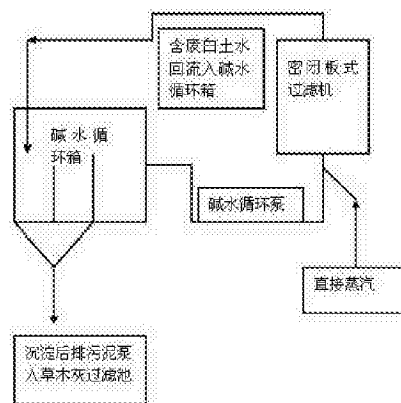 含废白土水
回流入碱水
循环箱
密闭板式
过滤机
碱水循
环箱
碱水循环泵
直接蒸汽
沉淀后排污泥泵
入草木灰过滤池